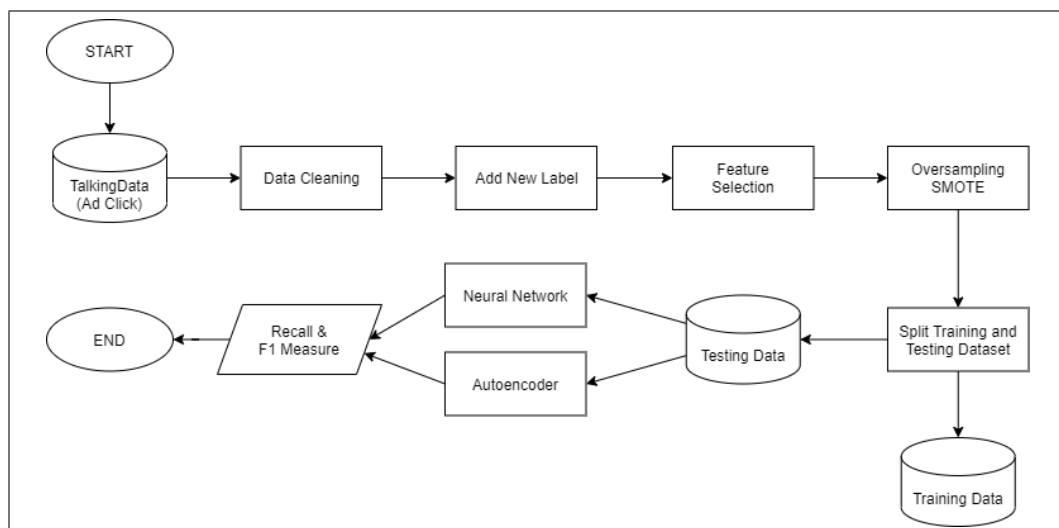 START
TalkingData
(Ad Click)
Data Cleaning
Add New Label
Feature
Selection
Oversampling
SMOTE
Neural Network
Recall &
F1 Measure
END
Autoencoder
Testing Data
Split Training and
Testing Dataset
Training Data